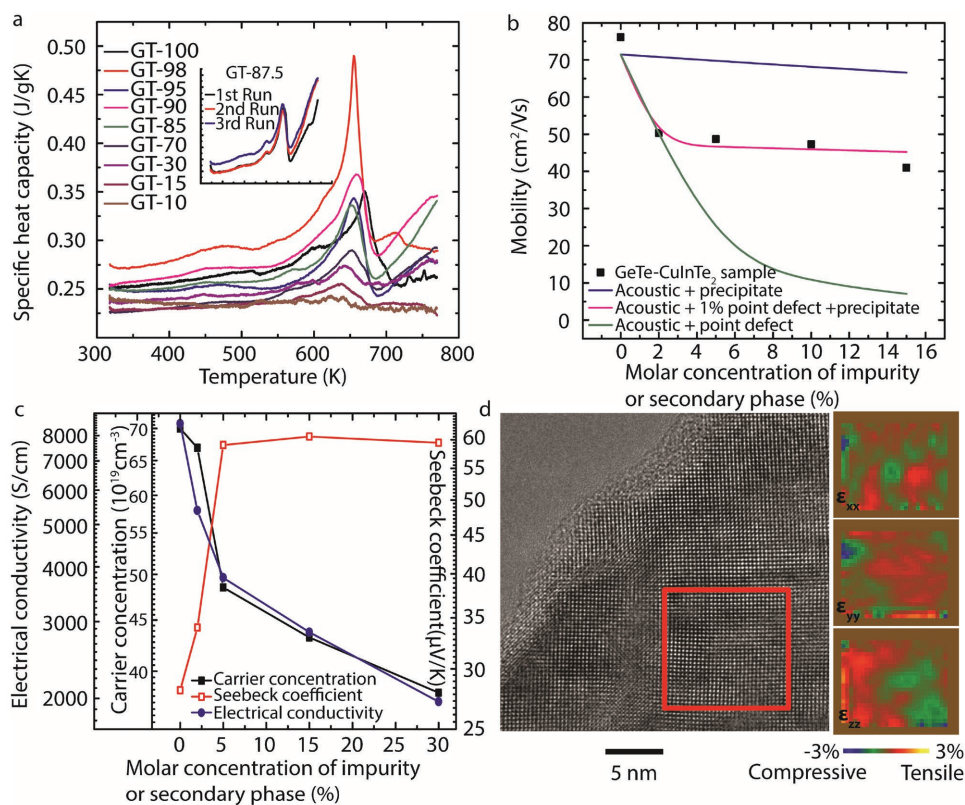 a
Specific heat capacity (J/gK)
0.50
0.45
0.40
0.35
0.30
0.25
GT-100
GT-98
GT-95
GT-90
GT-85
GT-70
GT-30
GT-15
GT-10
GT-87.5
1st Run
2nd Run
3rd Run
300 400 500 600 700 800
Temperature (K)
b
Mobility (cm²/Vs)
80
70
60
50
40
30
20
10
0
GeTe-CuInTe₂ sample
Acoustic + precipitate
Acoustic + 1% point defect +precipitate
Acoustic + point defect
0 2 4 6 8 10 12 14 16
Molar concentration of impurity
or secondary phase (%)
c
Electrical conductivity (S/cm)
8000
7000
6000
5000
4000
3000
2000
Carrier concentration (10¹⁹cm⁻³)
70
65
60
55
50
45
40
Seebeck coefficient(µV/K)
60
55
50
45
40
35
30
25
Carrier concentration
Seebeck coefficient
Electrical conductivity
0 5 10 15 20 25 30
Molar concentration of impurity
or secondary phase (%)
d
5 nm
εxx
εyy
εzz
-3% 3%
Compressive Tensile